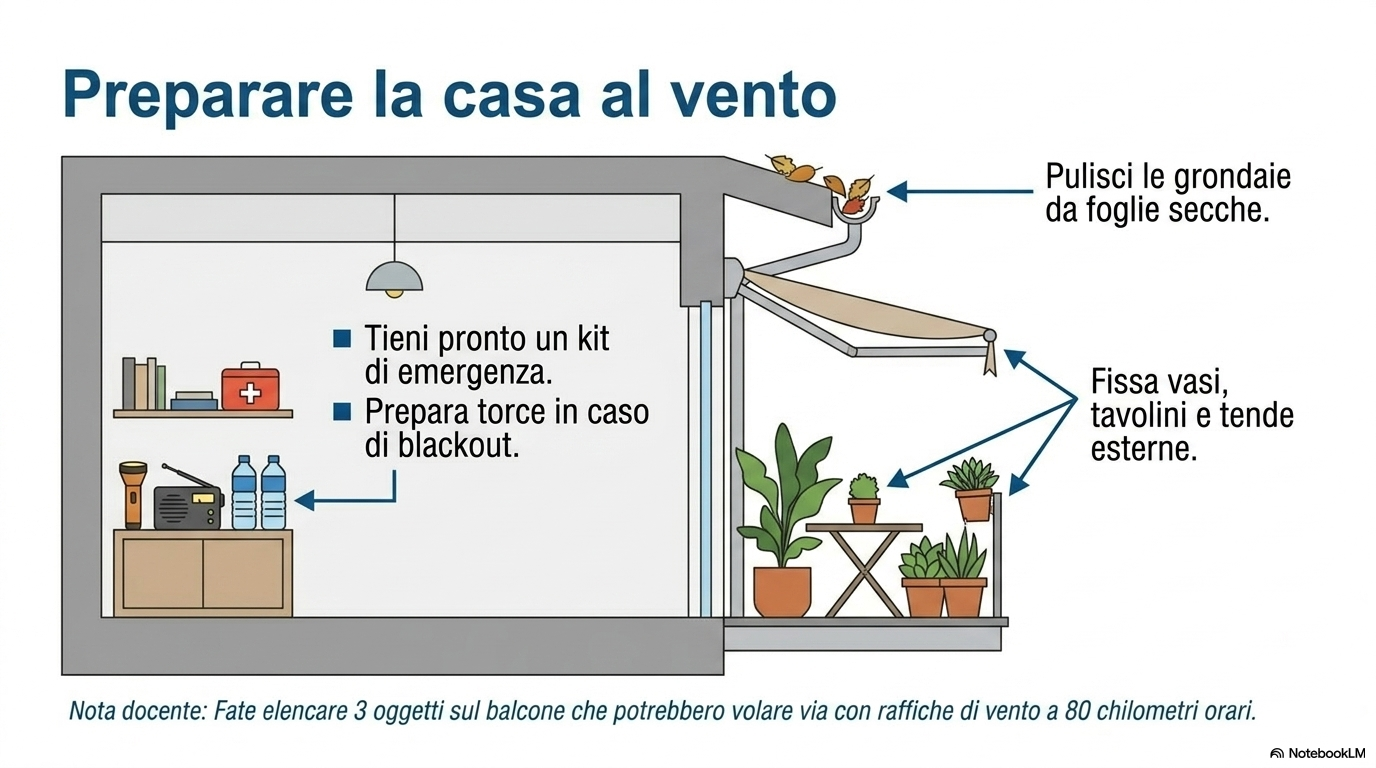 Preparare la casa al vento
Pulisci le grondaie
da foglie secche.
■ Tieni pronto un kit
di emergenza.
■ Prepara torce in caso
di blackout.
Fissa vasi,
tavolini e tende
esterne.
Nota docente: Fate elencare 3 oggetti sul balcone che potrebbero volare via con raffiche di vento a 80 chilometri orari.
NotebookLM